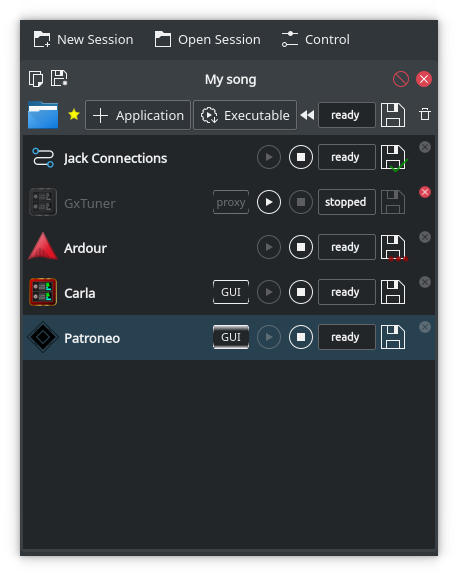 New Session Open Session Control
My song
Application Executable ready
Jack Connections ready
GxTuner proxy stopped
Ardour ready
Carla GUI ready
Patroneo GUI ready